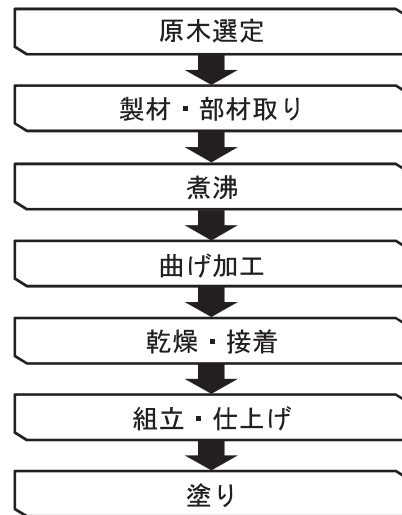 原木選定
製材・部材取り
煮沸
曲げ加工
乾燥・接着
組立・仕上げ
塗り